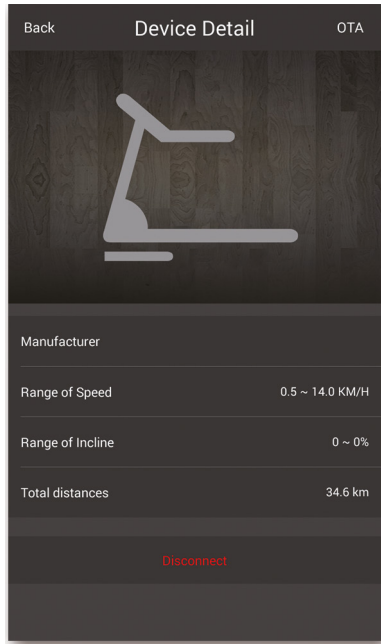 Back Device Detail OTA
Manufacturer
Range of Speed 0.5 ~ 14.0 KM/H
Range of Incline 0 ~ 0%
Total distances 34.6 km
Disconnect